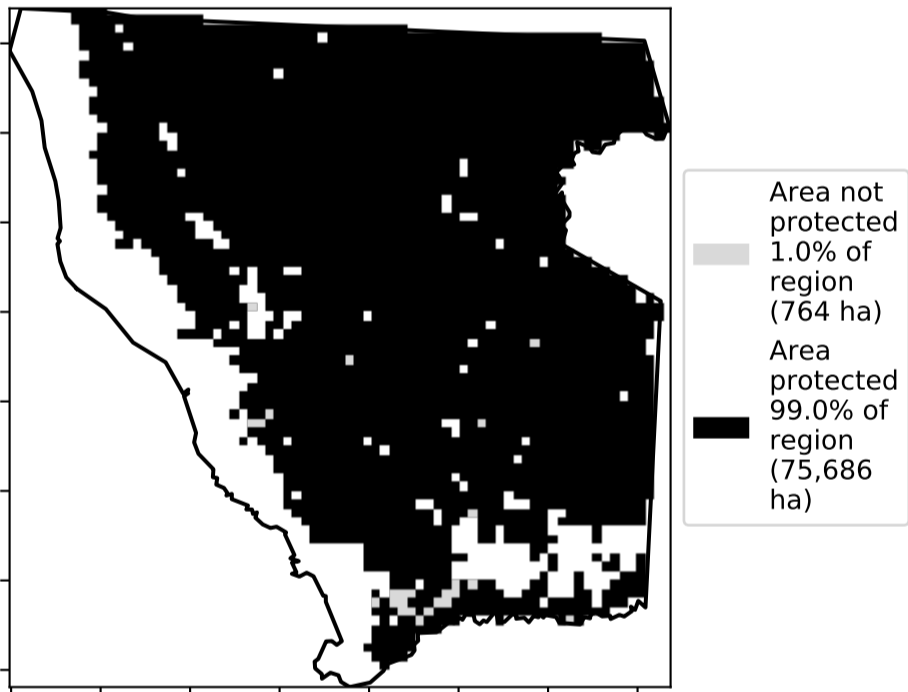 Area not
protected
1.0% of
region
(764 ha)
Area
protected
99.0% of
region
(75,686
ha)